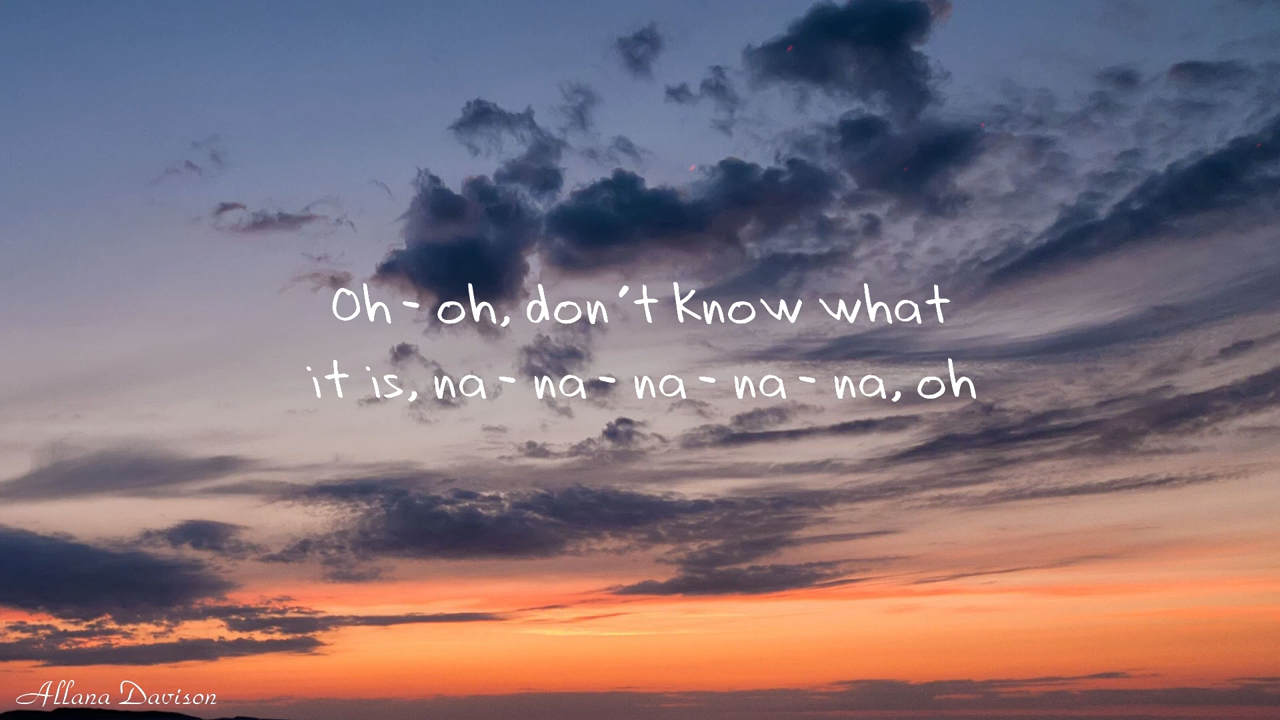 Oh-oh, don't know what
it is, na-na-na-na-na, oh
Allana Davison